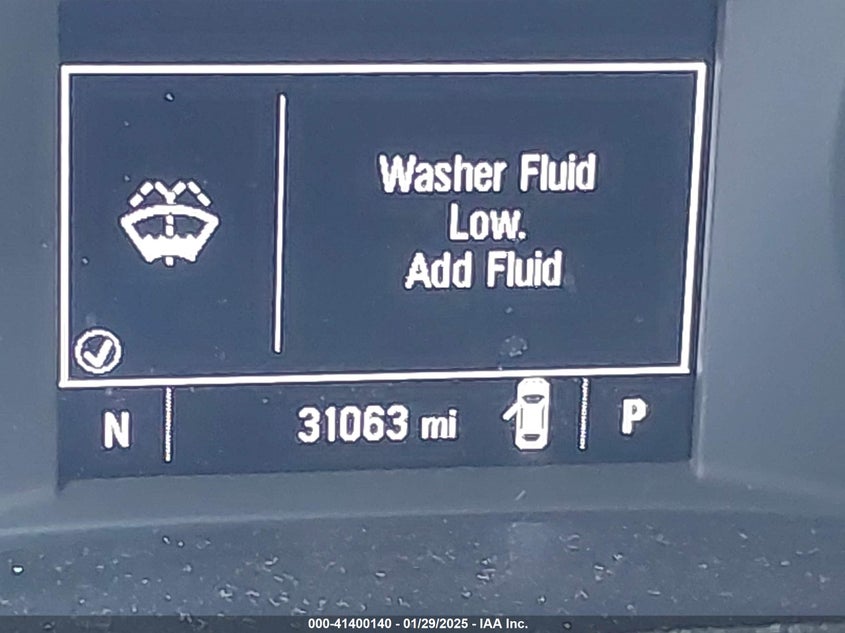 Washer Fluid
Low.
Add Fluid
N 31063 mi P
000-41400140 - 01/29/2025 - IAA Inc.